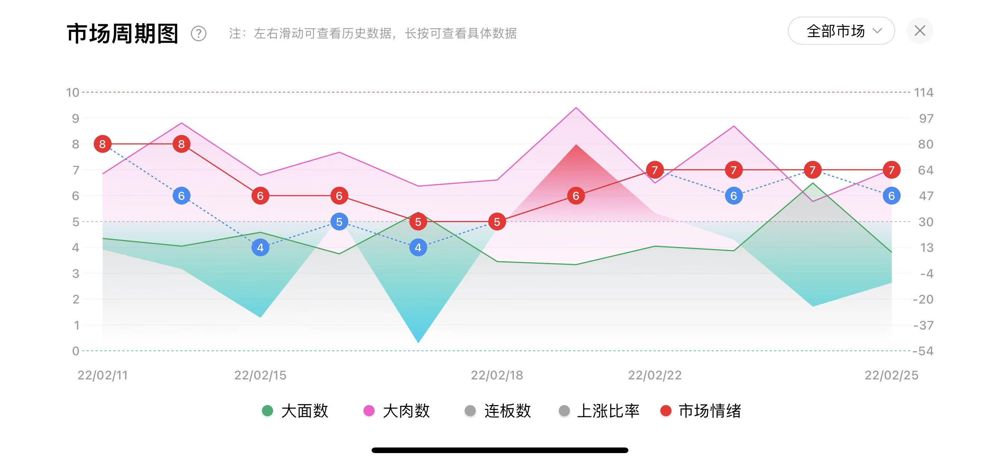 市场周期图 ? 注：左右滑动可查看历史数据，长按可查看具体数据 全部市场
10 114
9 97
8 8 8 80
7 7 7 7 7 64
6 6 6 6 6 6 6 47
5 5 5 5 30
4 4 4 13
3 -4
2 -20
1 -37
0 -54
22/02/11 22/02/15 22/02/18 22/02/22 22/02/25
大面数 大肉数 连板数 上涨比率 市场情绪